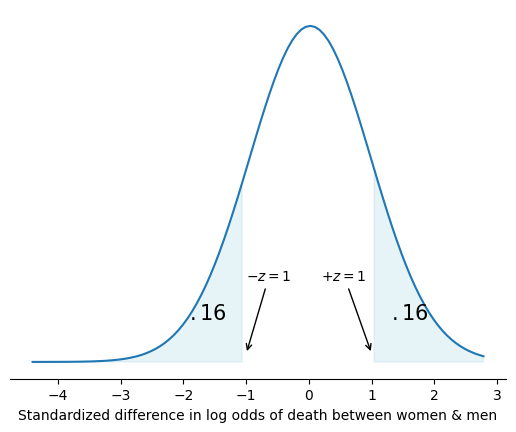 −z = 1
+z = 1
.16
.16
−4 −3 −2 −1 0 1 2 3
Standardized difference in log odds of death between women & men